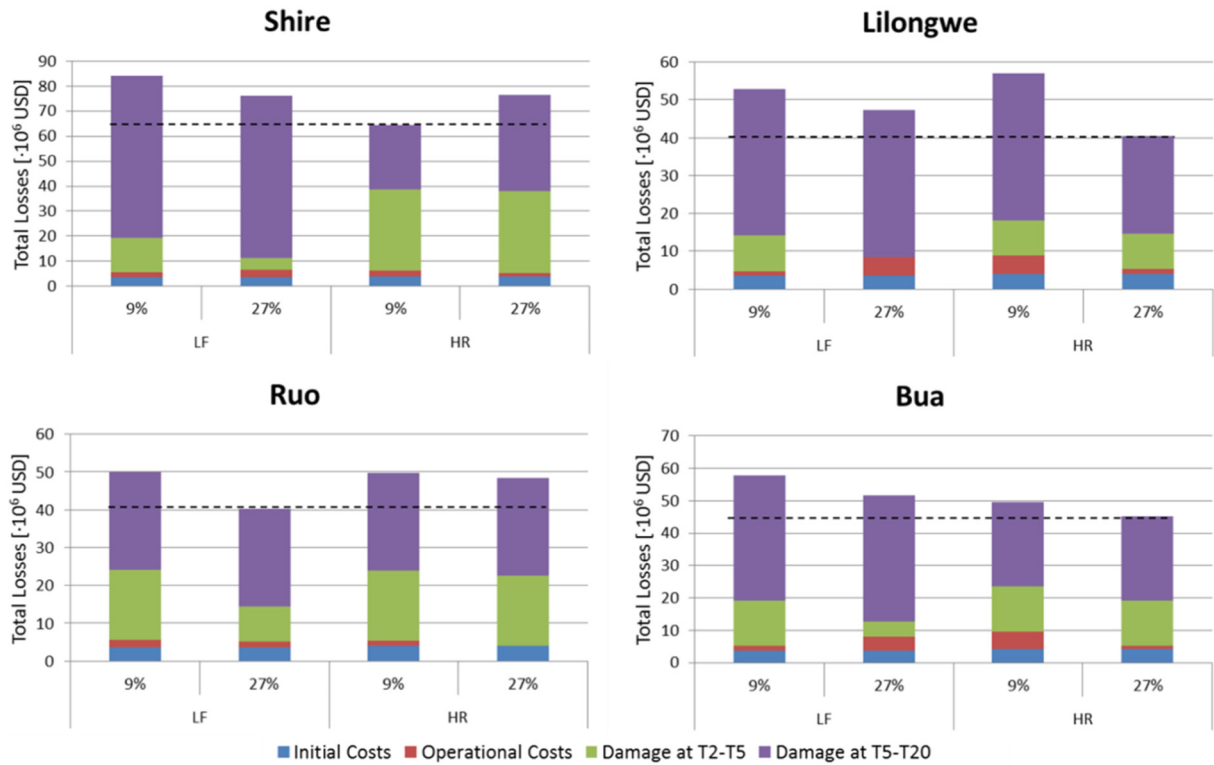 Shire
Total Losses [·10⁶ USD]
90
80
70
60
50
40
30
20
10
0
9% 27% 9% 27%
LF HR
Lilongwe
Total Losses [·10⁶ USD]
60
50
40
30
20
10
0
9% 27% 9% 27%
LF HR
Ruo
Total Losses [·10⁶ USD]
60
50
40
30
20
10
0
9% 27% 9% 27%
LF HR
Bua
Total Losses [·10⁶ USD]
70
60
50
40
30
20
10
0
9% 27% 9% 27%
LF HR
Initial Costs Operational Costs Damage at T2-T5 Damage at T5-T20